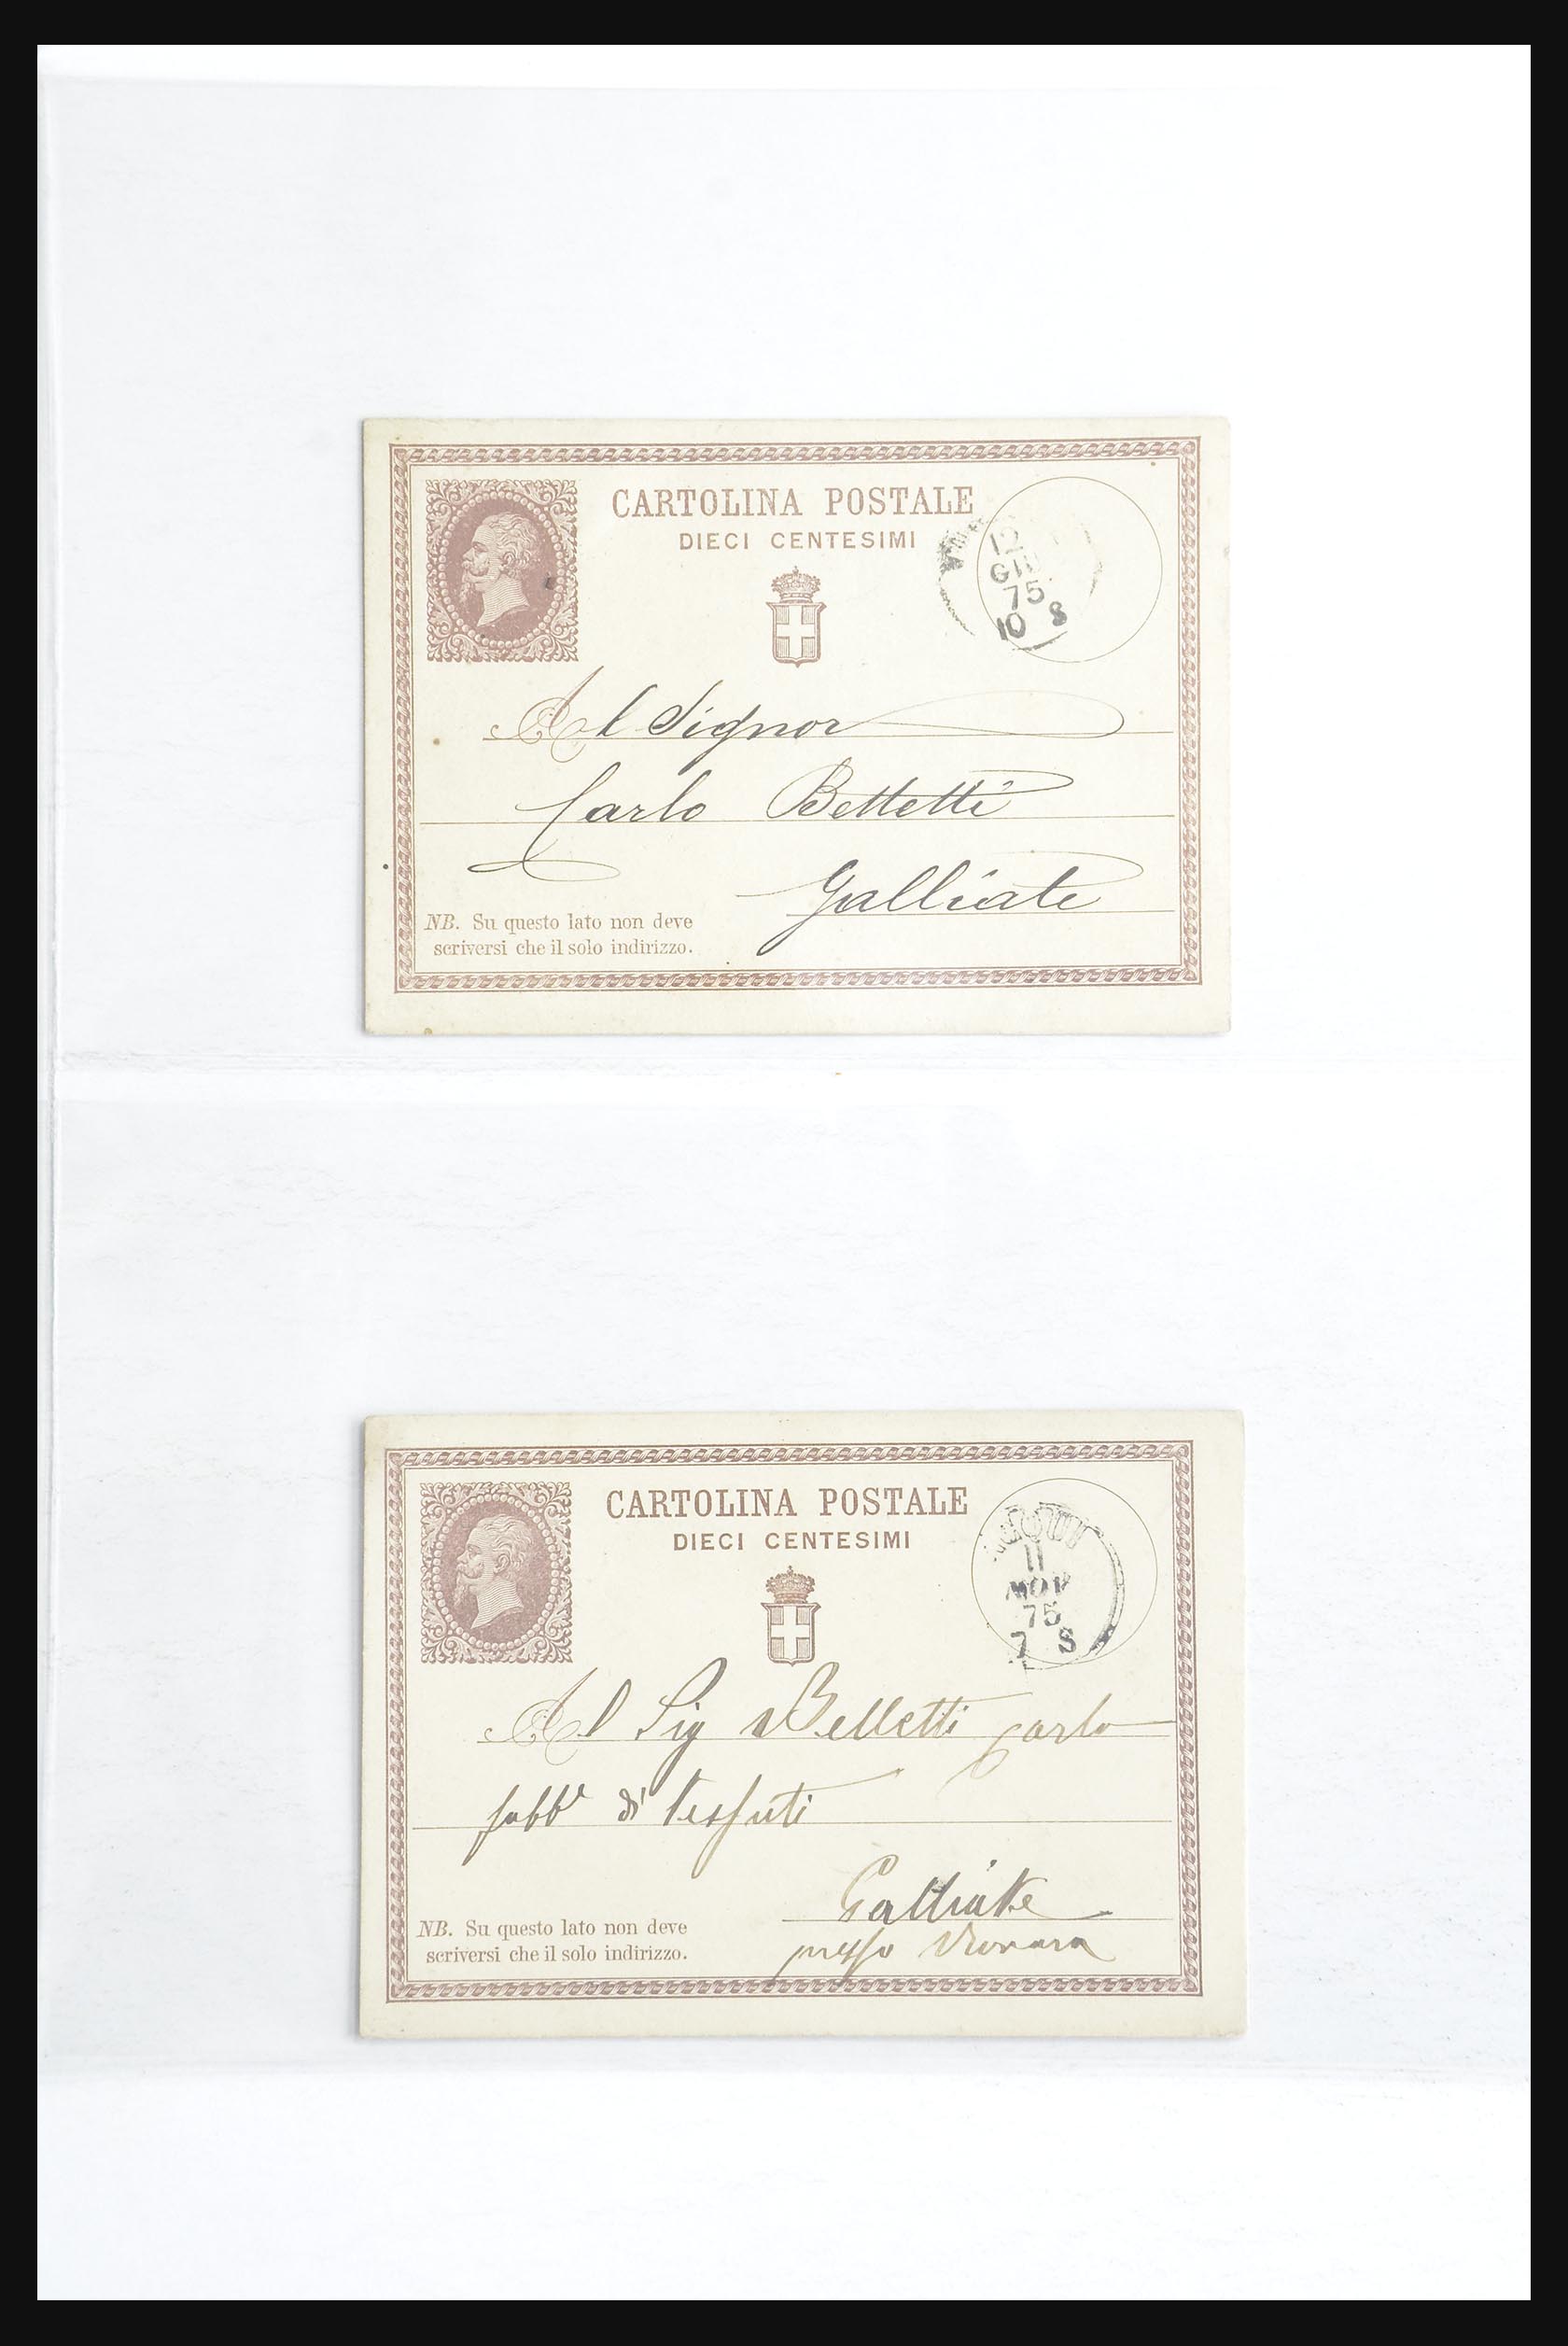 CARTOLINA POSTALE
DIECI CENTESIMI
12
GIU
75
10 S
Al Signor
Carlo Bettetti
Galliate
NB. Su questo lato non deve
scriversi che il solo indirizzo.
CARTOLINA POSTALE
DIECI CENTESIMI
11
NOV
75
7 S
Al Sig Belletti Carlo
fabb.e di tessuti
Galliate
presso Novara
NB. Su questo lato non deve
scriversi che il solo indirizzo.